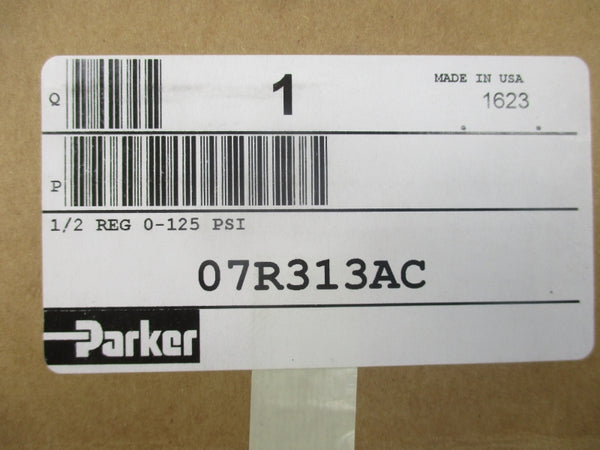 Q 1 MADE IN USA
1623
P
1/2 REG 0-125 PSI
07R313AC
Parker